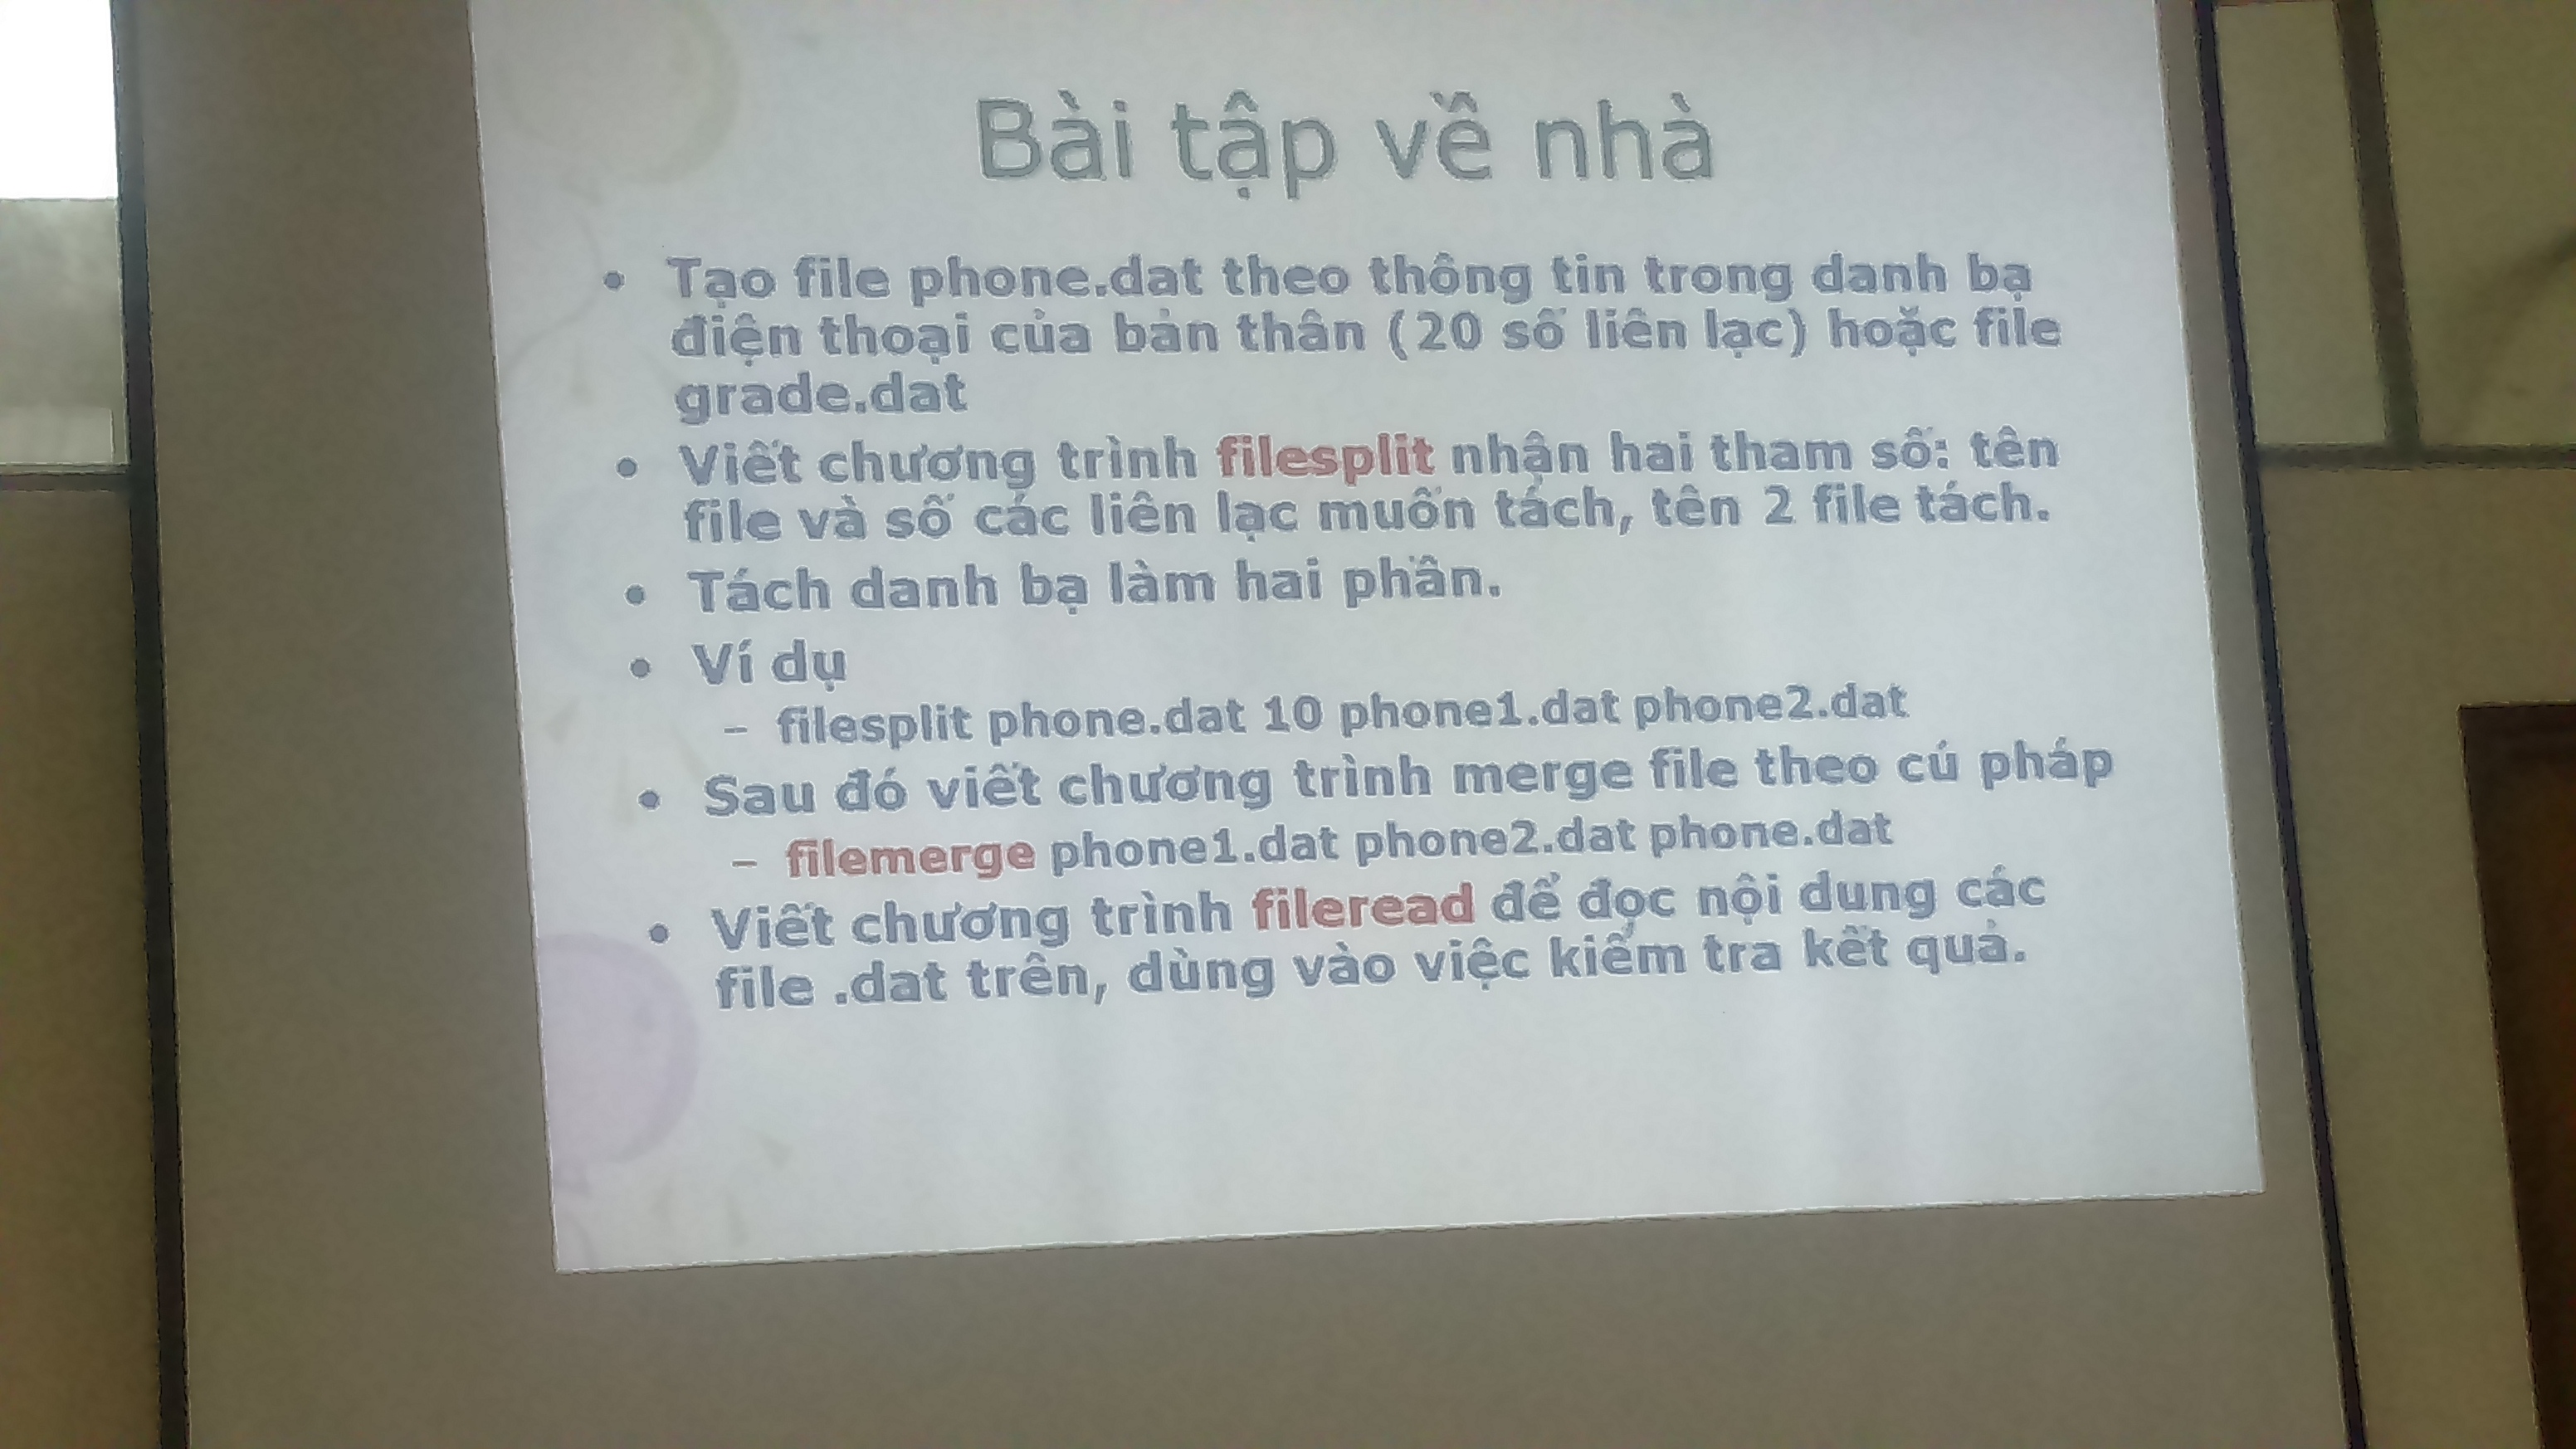 Bài tập về nhà
• Tạo file phone.dat theo thông tin trong danh bạ
điện thoại của bản thân (20 số liên lạc) hoặc file
grade.dat
• Viết chương trình filesplit nhận hai tham số: tên
file và số các liên lạc muốn tách, tên 2 file tách.
• Tách danh bạ làm hai phần.
• Ví dụ
– filesplit phone.dat 10 phone1.dat phone2.dat
• Sau đó viết chương trình merge file theo cú pháp
– filemerge phone1.dat phone2.dat phone.dat
• Viết chương trình fileread để đọc nội dung các
file .dat trên, dùng vào việc kiểm tra kết quả.